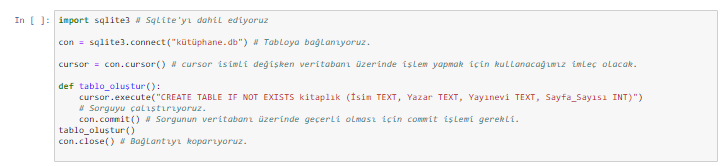 In [ ]: import sqlite3 # Sqlite'yı dahil ediyoruz
con = sqlite3.connect("kütüphane.db") # Tabloya bağlanıyoruz.
cursor = con.cursor() # cursor isimli değişken veritabanı üzerinde işlem yapmak için kullanacağımız imleç olacak.
def tablo_oluştur():
    cursor.execute("CREATE TABLE IF NOT EXISTS kitaplık (İsim TEXT, Yazar TEXT, Yayınevi TEXT, Sayfa_Sayısı INT)")
    # Sorguyu çalıştırıyoruz.
    con.commit() # Sorgunun veritabanı üzerinde geçerli olması için commit işlemi gerekli.
tablo_oluştur()
con.close() # Bağlantıyı koparıyoruz.